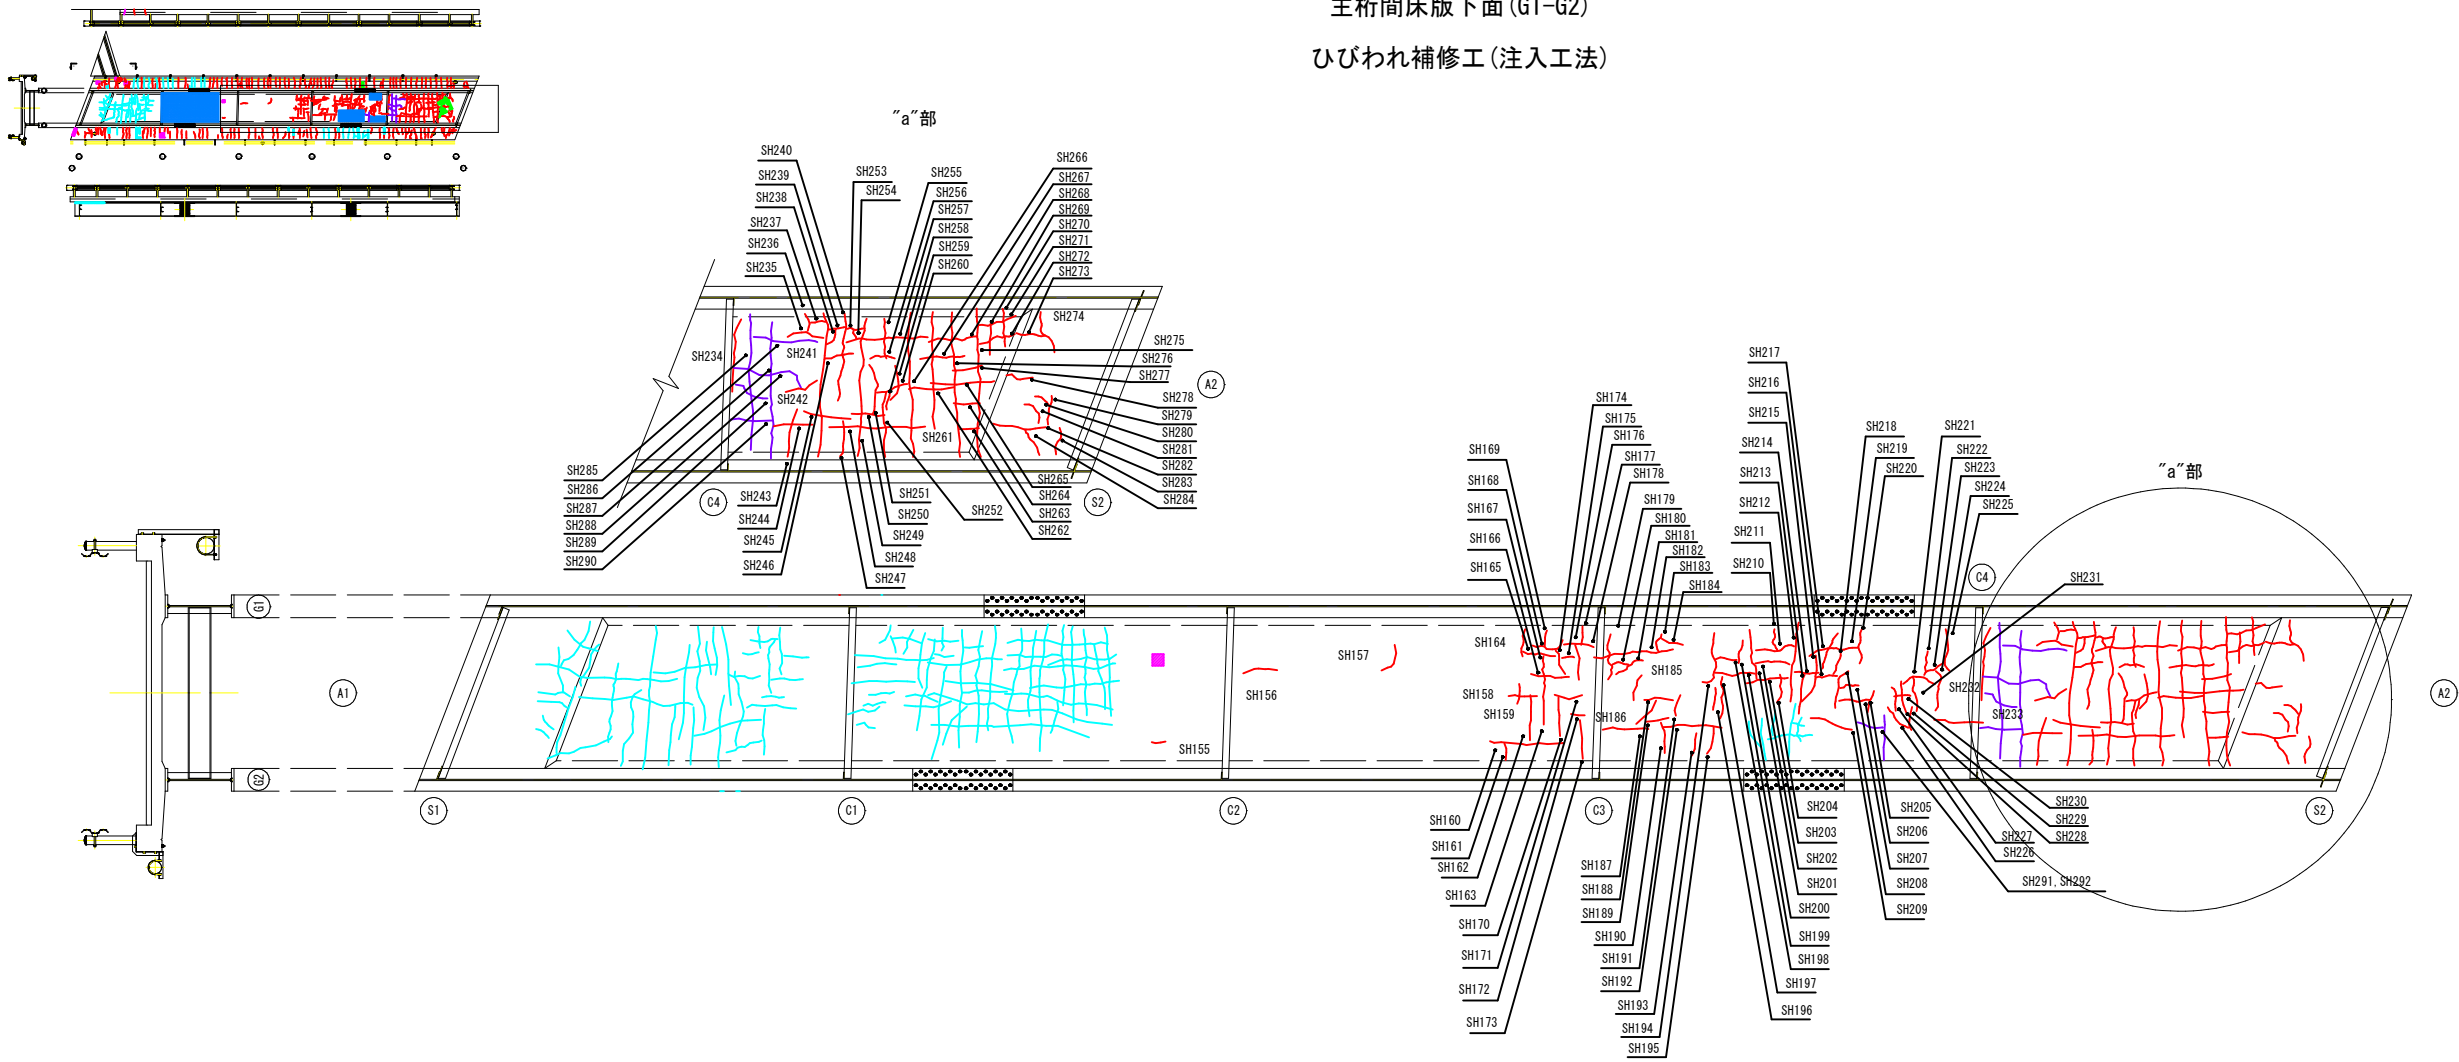 主桁間床版下面(G1-G2)
ひびわれ補修工(注入工法)
"a"部
SH240
SH239
SH238
SH237
SH236
SH235
SH253
SH254
SH255
SH256
SH257
SH258
SH259
SH260
SH266
SH267
SH268
SH269
SH270
SH271
SH272
SH273
SH274
SH234
SH241
SH242
SH261
SH275
SH276
SH277
SH278
SH279
SH280
SH281
SH282
SH283
SH284
A2
SH285
SH286
SH287
SH288
SH289
SH290
C4
SH243
SH244
SH245
SH246
SH251
SH250
SH249
SH248
SH247
SH252
SH265
SH264
SH263
SH262
S2
SH169
SH168
SH167
SH166
SH165
SH174
SH175
SH176
SH177
SH178
SH179
SH180
SH181
SH182
SH183
SH184
SH217
SH216
SH215
SH214
SH213
SH212
SH211
SH210
SH218
SH219
SH220
SH221
SH222
SH223
SH224
SH225
"a"部
C4
SH231
G1
A1
G2
SH157
SH156
SH155
SH164
SH158
SH159
SH185
SH186
SH232
SH233
A2
S1
C1
C2
C3
S2
SH160
SH161
SH162
SH163
SH170
SH171
SH172
SH173
SH187
SH188
SH189
SH190
SH191
SH192
SH193
SH194
SH195
SH204
SH203
SH202
SH201
SH200
SH199
SH198
SH197
SH196
SH205
SH206
SH207
SH208
SH209
SH230
SH229
SH228
SH227
SH226
SH291, SH292